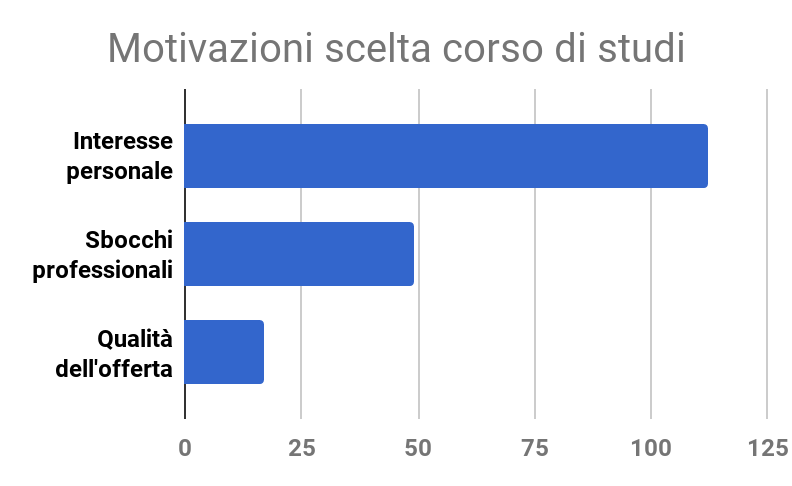 Motivazioni scelta corso di studi
Interesse
personale
Sbocchi
professionali
Qualità
dell'offerta
0 25 50 75 100 125